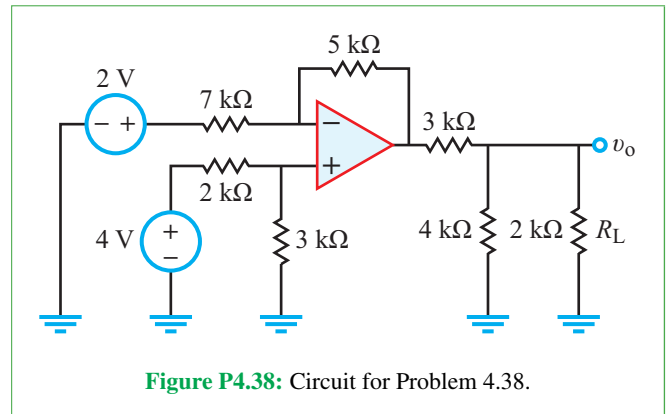 5 kΩ
2 V
7 kΩ
− +
−
3 kΩ
vo
+
2 kΩ
4 V
+
−
3 kΩ
4 kΩ
2 kΩ
RL
Figure P4.38: Circuit for Problem 4.38.